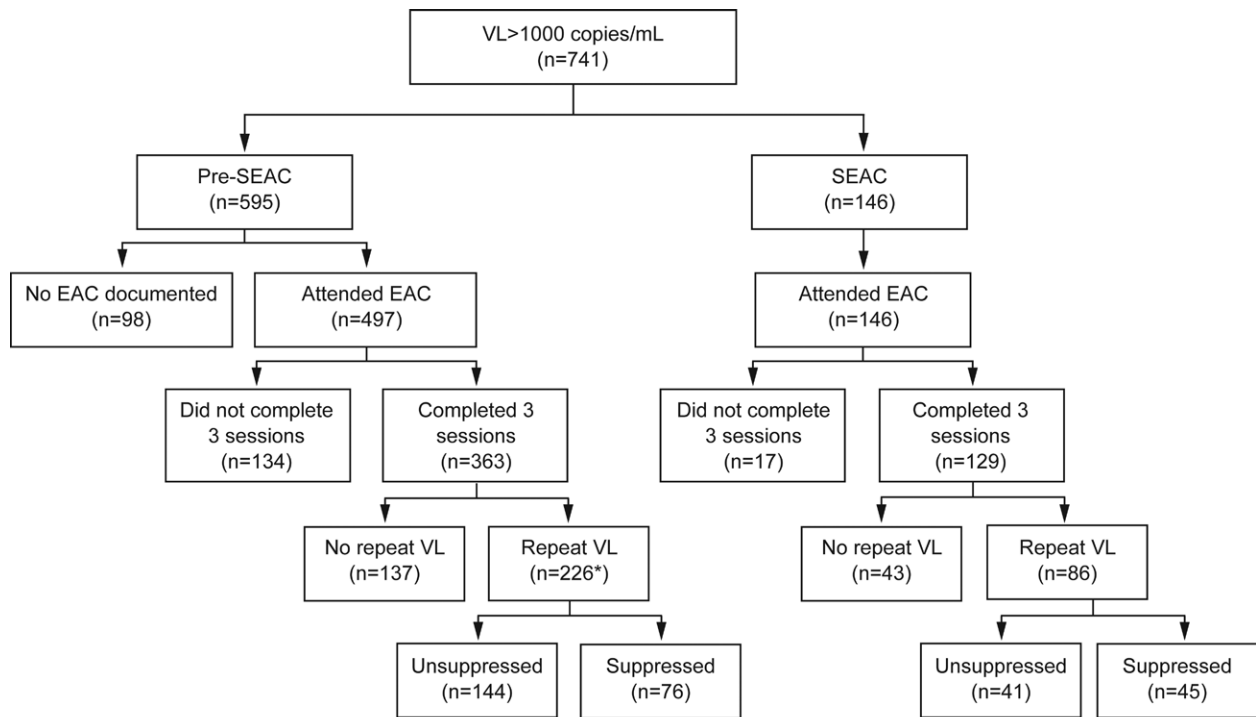 VL>1000 copies/mL
(n=741)
Pre-SEAC
(n=595)
SEAC
(n=146)
No EAC documented
(n=98)
Attended EAC
(n=497)
Attended EAC
(n=146)
Did not complete
3 sessions
(n=134)
Completed 3
sessions
(n=363)
Did not complete
3 sessions
(n=17)
Completed 3
sessions
(n=129)
No repeat VL
(n=137)
Repeat VL
(n=226*)
No repeat VL
(n=43)
Repeat VL
(n=86)
Unsuppressed
(n=144)
Suppressed
(n=76)
Unsuppressed
(n=41)
Suppressed
(n=45)